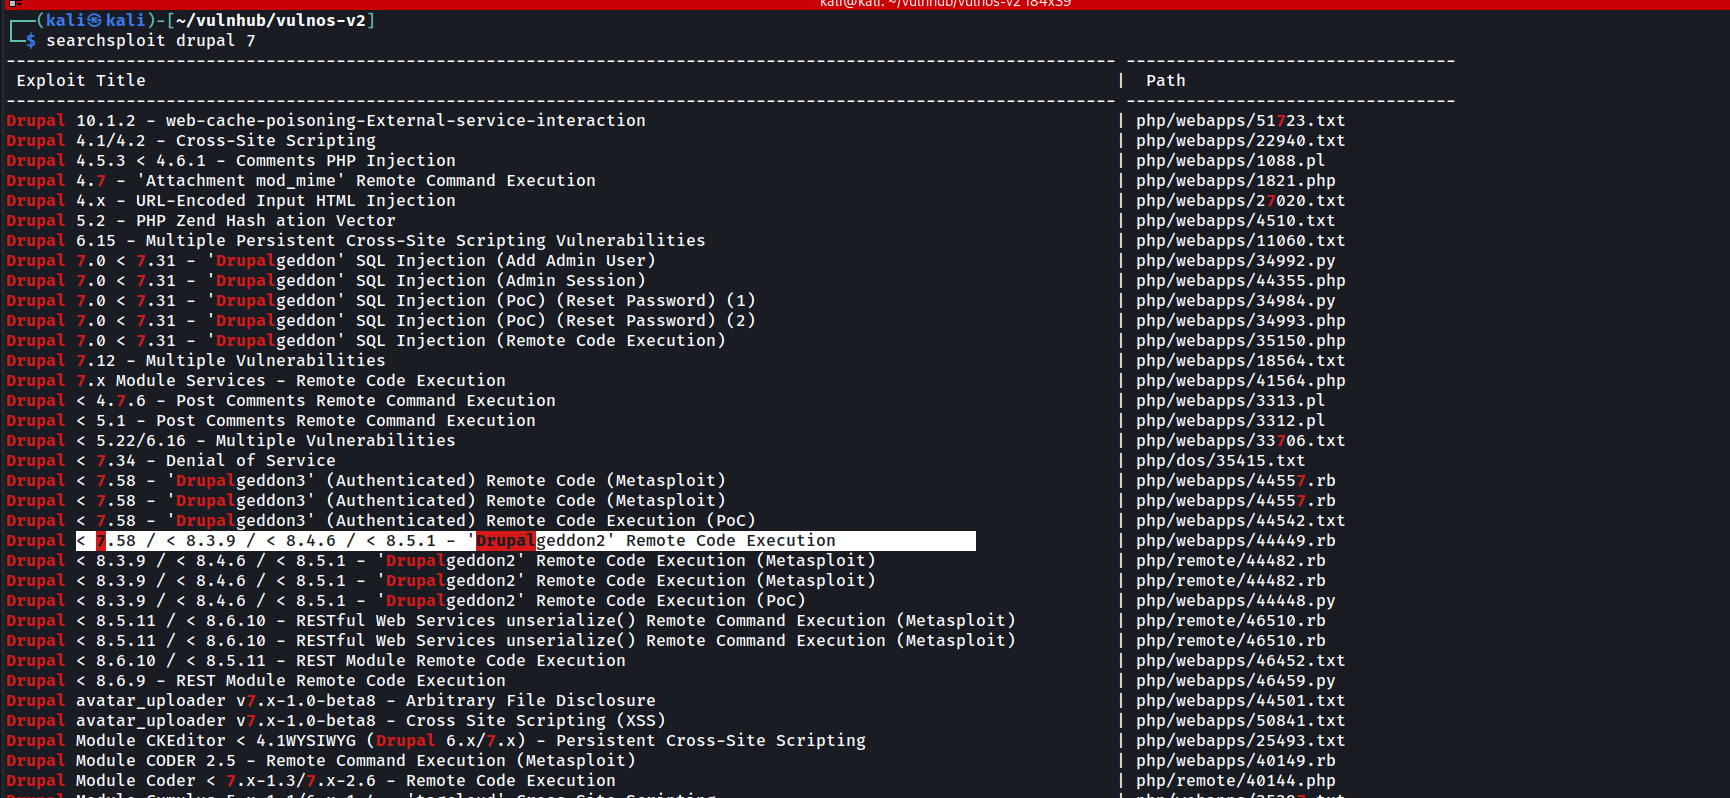 kali@kali: ~/vulnhub/vulnos-v2 184x39
┌──(kali㉿kali)-[~/vulnhub/vulnos-v2]
└─$ searchsploit drupal 7
Exploit Title | Path
Drupal 10.1.2 - web-cache-poisoning-External-service-interaction | php/webapps/51723.txt
Drupal 4.1/4.2 - Cross-Site Scripting | php/webapps/22940.txt
Drupal 4.5.3 < 4.6.1 - Comments PHP Injection | php/webapps/1088.pl
Drupal 4.7 - 'Attachment mod_mime' Remote Command Execution | php/webapps/1821.php
Drupal 4.x - URL-Encoded Input HTML Injection | php/webapps/27020.txt
Drupal 5.2 - PHP Zend Hash ation Vector | php/webapps/4510.txt
Drupal 6.15 - Multiple Persistent Cross-Site Scripting Vulnerabilities | php/webapps/11060.txt
Drupal 7.0 < 7.31 - 'Drupalgeddon' SQL Injection (Add Admin User) | php/webapps/34992.py
Drupal 7.0 < 7.31 - 'Drupalgeddon' SQL Injection (Admin Session) | php/webapps/44355.php
Drupal 7.0 < 7.31 - 'Drupalgeddon' SQL Injection (PoC) (Reset Password) (1) | php/webapps/34984.py
Drupal 7.0 < 7.31 - 'Drupalgeddon' SQL Injection (PoC) (Reset Password) (2) | php/webapps/34993.php
Drupal 7.0 < 7.31 - 'Drupalgeddon' SQL Injection (Remote Code Execution) | php/webapps/35150.php
Drupal 7.12 - Multiple Vulnerabilities | php/webapps/18564.txt
Drupal 7.x Module Services - Remote Code Execution | php/webapps/41564.php
Drupal < 4.7.6 - Post Comments Remote Command Execution | php/webapps/3313.pl
Drupal < 5.1 - Post Comments Remote Command Execution | php/webapps/3312.pl
Drupal < 5.22/6.16 - Multiple Vulnerabilities | php/webapps/33706.txt
Drupal < 7.34 - Denial of Service | php/dos/35415.txt
Drupal < 7.58 - 'Drupalgeddon3' (Authenticated) Remote Code (Metasploit) | php/webapps/44557.rb
Drupal < 7.58 - 'Drupalgeddon3' (Authenticated) Remote Code (Metasploit) | php/webapps/44557.rb
Drupal < 7.58 - 'Drupalgeddon3' (Authenticated) Remote Code Execution (PoC) | php/webapps/44542.txt
Drupal < 7.58 / < 8.3.9 / < 8.4.6 / < 8.5.1 - 'Drupalgeddon2' Remote Code Execution | php/webapps/44449.rb
Drupal < 8.3.9 / < 8.4.6 / < 8.5.1 - 'Drupalgeddon2' Remote Code Execution (Metasploit) | php/remote/44482.rb
Drupal < 8.3.9 / < 8.4.6 / < 8.5.1 - 'Drupalgeddon2' Remote Code Execution (Metasploit) | php/remote/44482.rb
Drupal < 8.3.9 / < 8.4.6 / < 8.5.1 - 'Drupalgeddon2' Remote Code Execution (PoC) | php/webapps/44448.py
Drupal < 8.5.11 / < 8.6.10 - RESTful Web Services unserialize() Remote Command Execution (Metasploit) | php/remote/46510.rb
Drupal < 8.5.11 / < 8.6.10 - RESTful Web Services unserialize() Remote Command Execution (Metasploit) | php/remote/46510.rb
Drupal < 8.6.10 / < 8.5.11 - REST Module Remote Code Execution | php/webapps/46452.txt
Drupal < 8.6.9 - REST Module Remote Code Execution | php/webapps/46459.py
Drupal avatar_uploader v7.x-1.0-beta8 - Arbitrary File Disclosure | php/webapps/44501.txt
Drupal avatar_uploader v7.x-1.0-beta8 - Cross Site Scripting (XSS) | php/webapps/50841.txt
Drupal Module CKEditor < 4.1WYSIWYG (Drupal 6.x/7.x) - Persistent Cross-Site Scripting | php/webapps/25493.txt
Drupal Module CODER 2.5 - Remote Command Execution (Metasploit) | php/webapps/40149.rb
Drupal Module Coder < 7.x-1.3/7.x-2.6 - Remote Code Execution | php/remote/40144.php